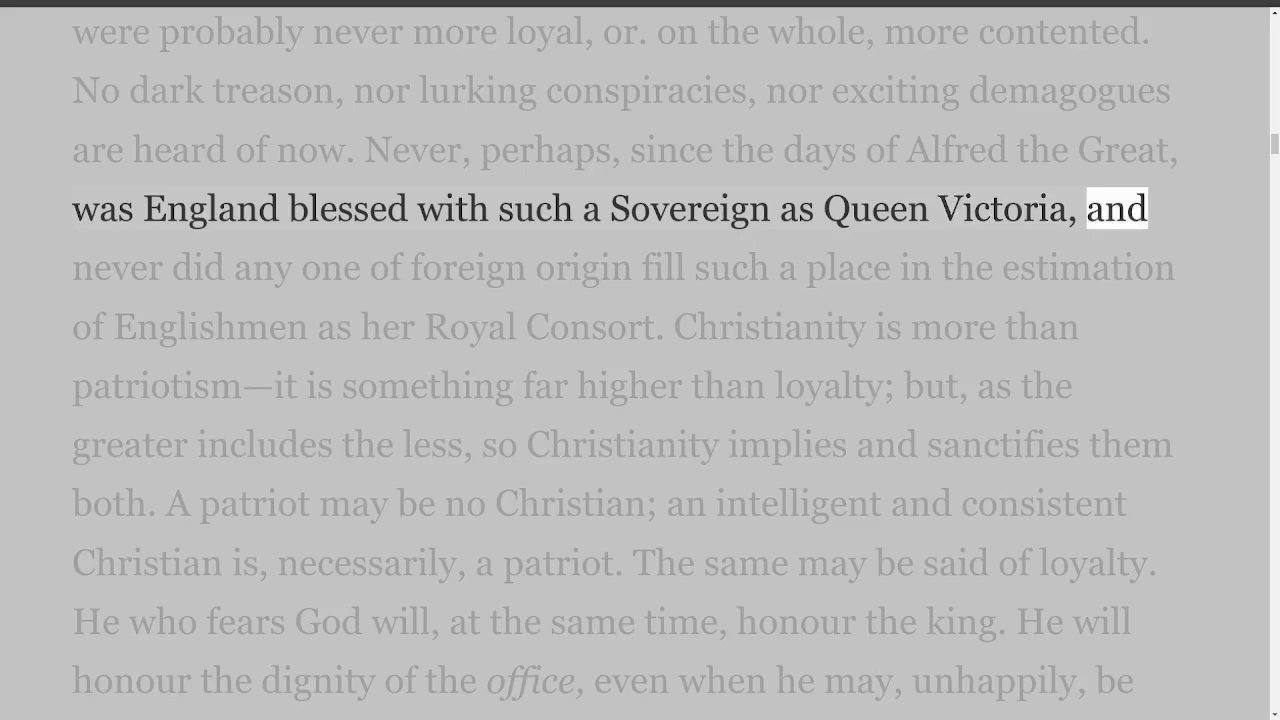 were probably never more loyal, or. on the whole, more contented.
No dark treason, nor lurking conspiracies, nor exciting demagogues
are heard of now. Never, perhaps, since the days of Alfred the Great,
was England blessed with such a Sovereign as Queen Victoria, and
never did any one of foreign origin fill such a place in the estimation
of Englishmen as her Royal Consort. Christianity is more than
patriotism—it is something far higher than loyalty; but, as the
greater includes the less, so Christianity implies and sanctifies them
both. A patriot may be no Christian; an intelligent and consistent
Christian is, necessarily, a patriot. The same may be said of loyalty.
He who fears God will, at the same time, honour the king. He will
honour the dignity of the office, even when he may, unhappily, be